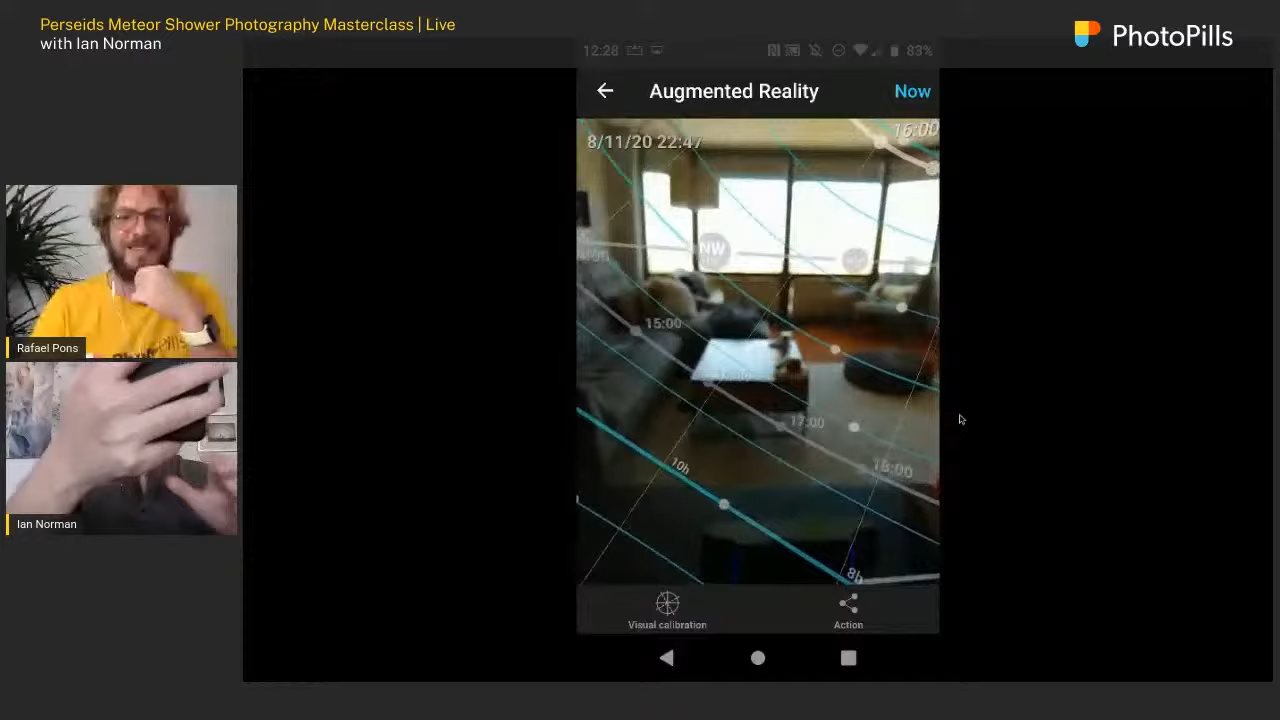 Perseids Meteor Shower Photography Masterclass | Live
with Ian Norman
PhotoPills
12:28
83%
Augmented Reality
Now
8/11/20 22:47
16:00
NW
15:00
17:00
18:00
10h
8h
Visual calibration
Action
Rafael Pons
Ian Norman